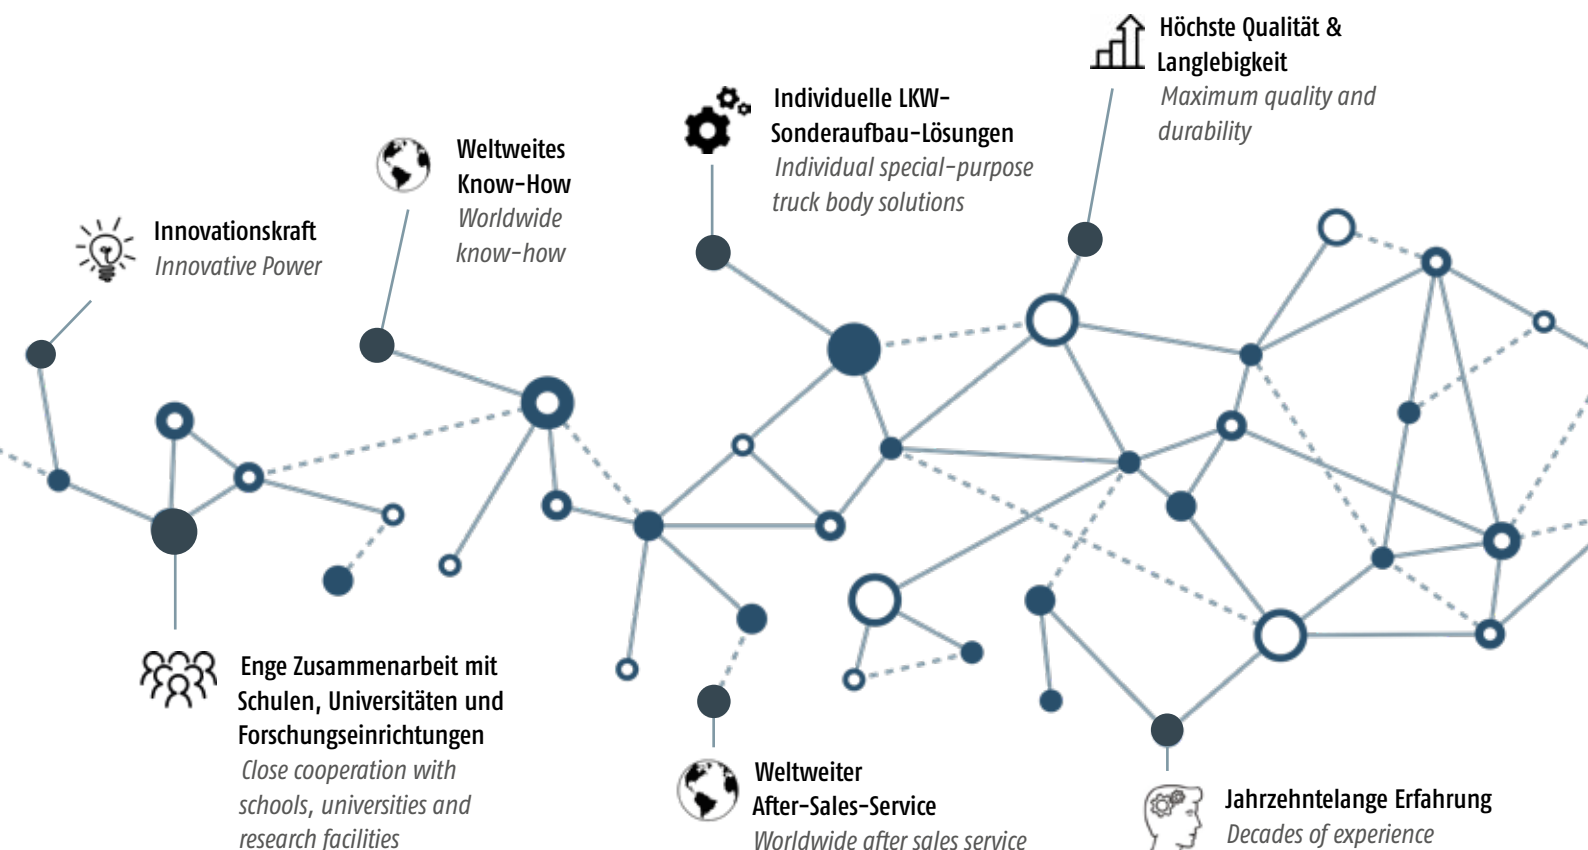 Höchste Qualität &
Langlebigkeit
Maximum quality and
durability
Individuelle LKW-
Sonderaufbau-Lösungen
Individual special-purpose
truck body solutions
Weltweites
Know-How
Worldwide
know-how
Innovationskraft
Innovative Power
Enge Zusammenarbeit mit
Schulen, Universitäten und
Forschungseinrichtungen
Close cooperation with
schools, universities and
research facilities
Weltweiter
After-Sales-Service
Worldwide after sales service
Jahrzehntelange Erfahrung
Decades of experience